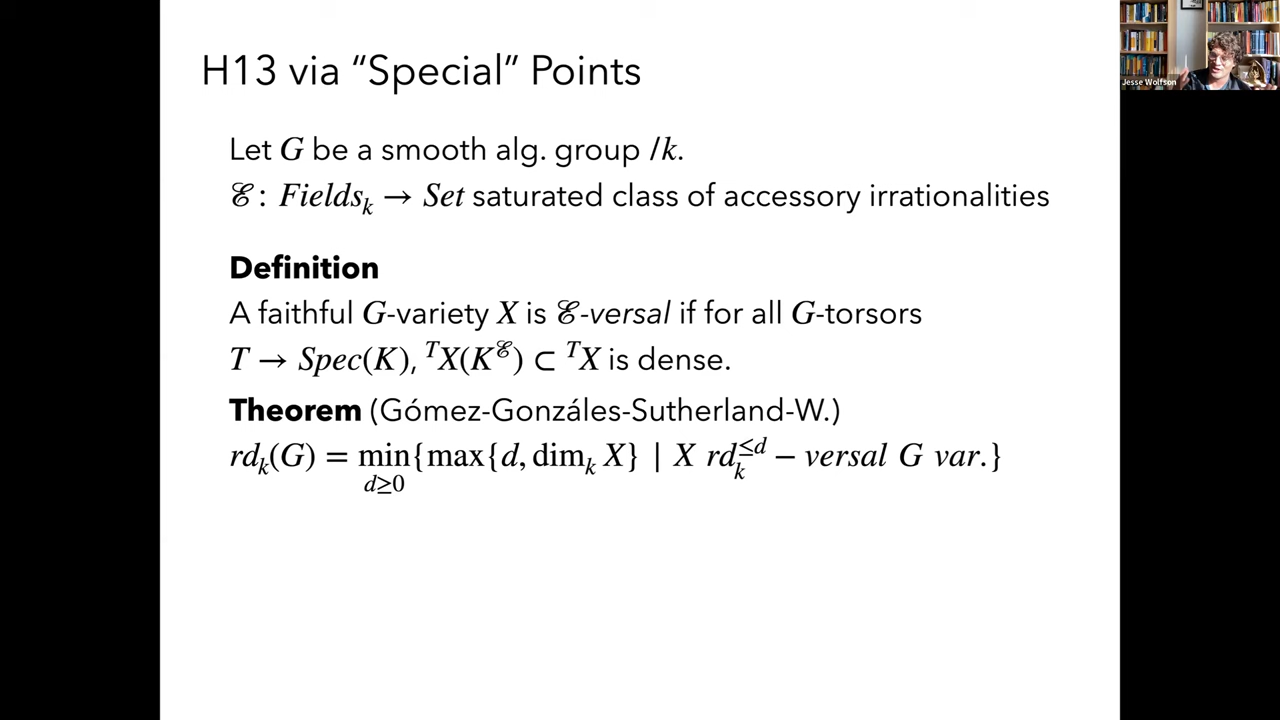 H13 via “Special” Points
Jesse Wolfson
Let G be a smooth alg. group /k.
ℰ : Fields_k → Set saturated class of accessory irrationalities
Definition
A faithful G-variety X is ℰ-versal if for all G-torsors
T → Spec(K), ^T X(K^ℰ) ⊂ ^T X is dense.
Theorem (Gómez-Gonzáles-Sutherland-W.)
rd_k(G) = min_{d≥0}{max{d, dim_k X} | X rd_k^{≤d} − versal G var.}